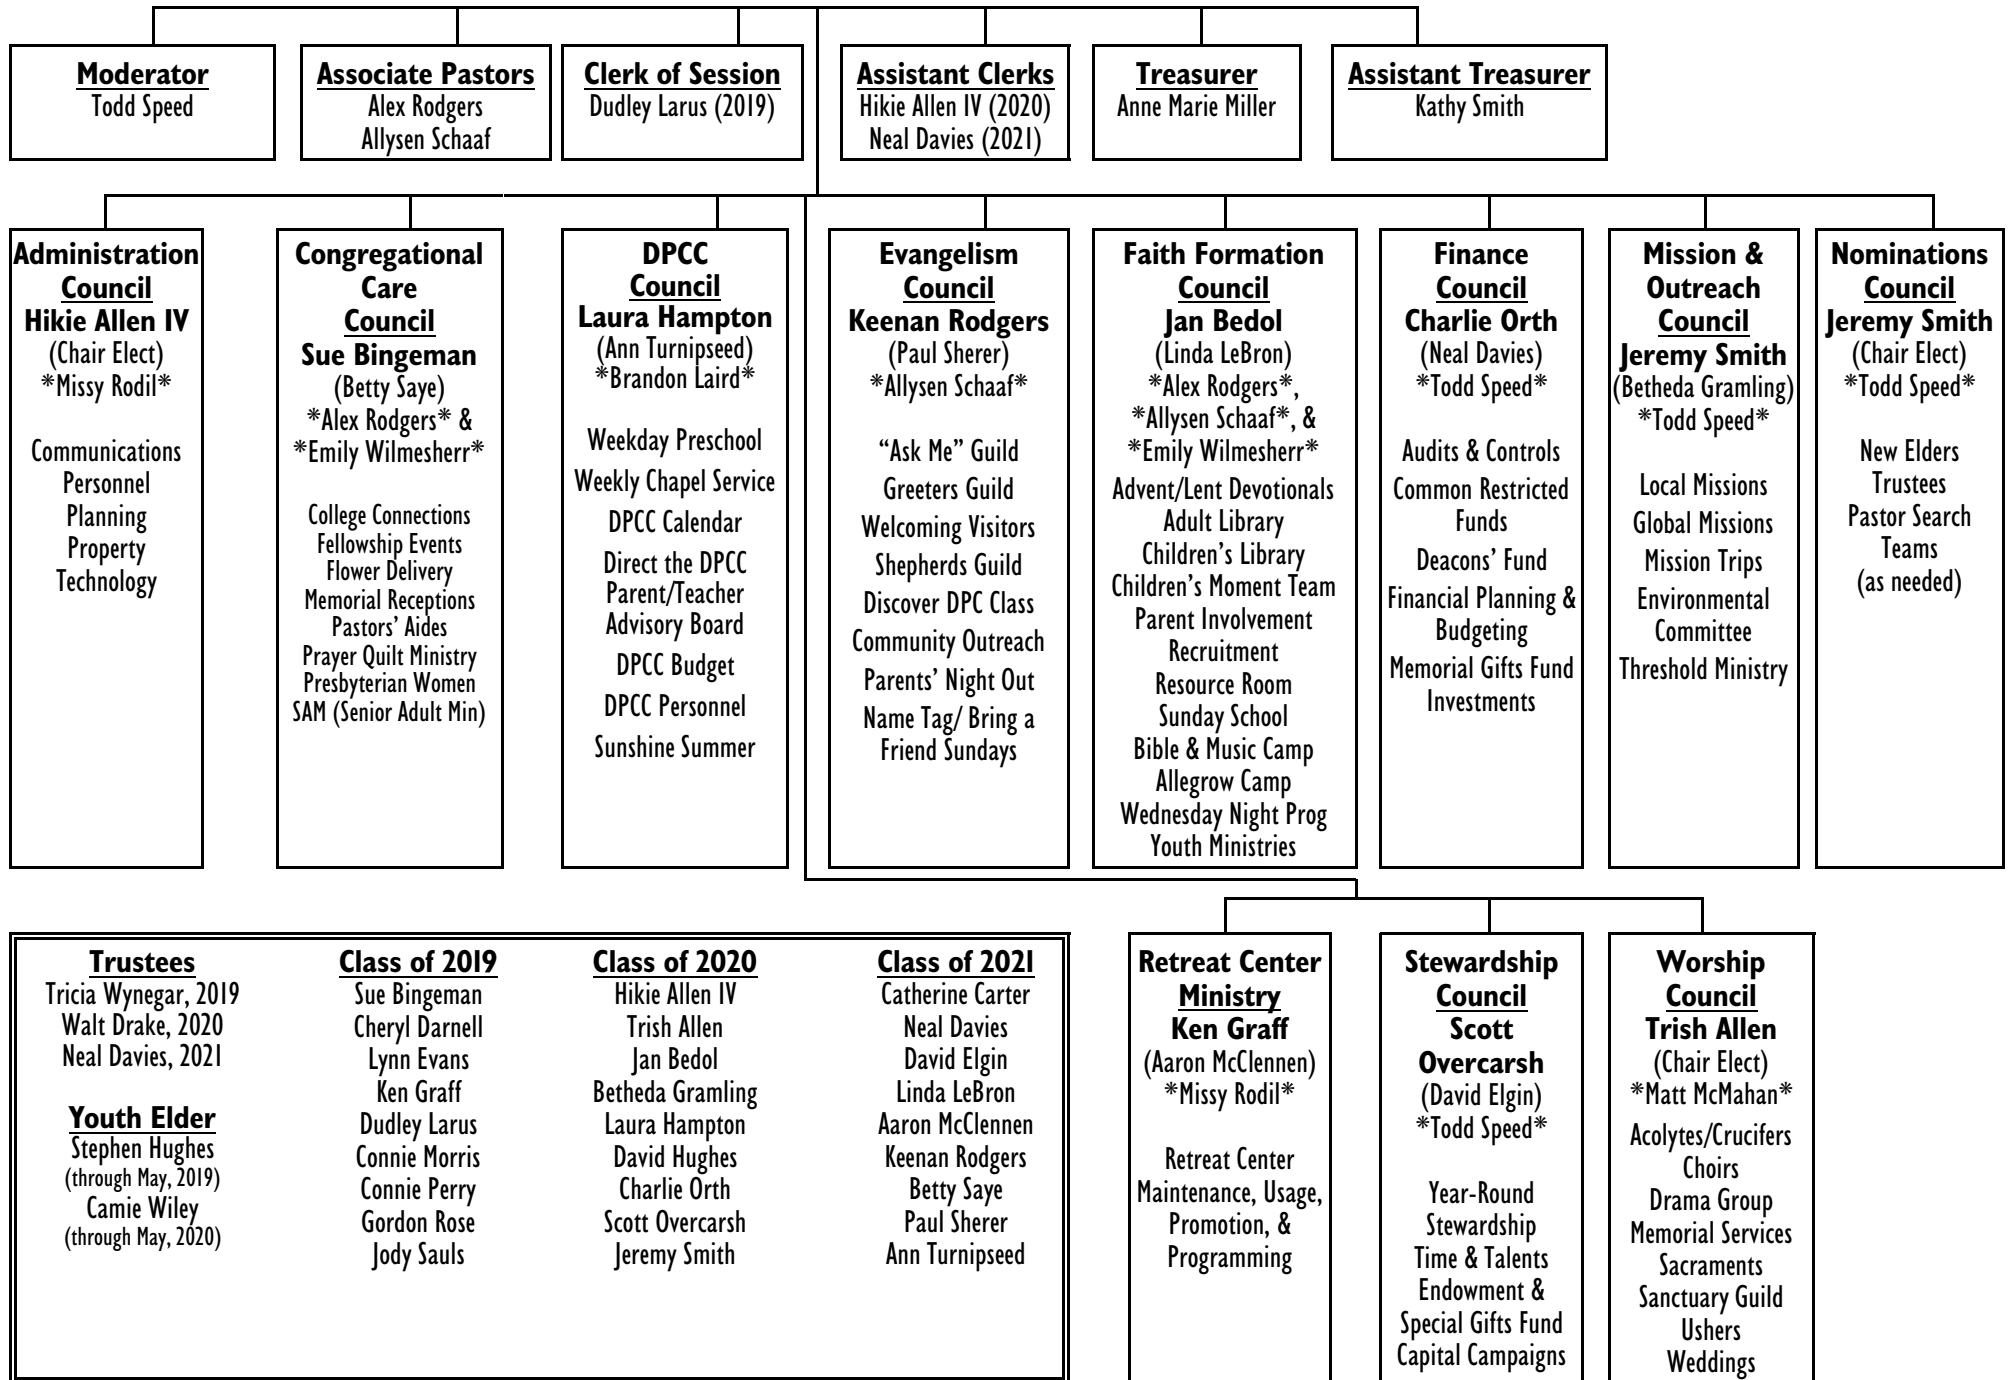 Moderator
Todd Speed
Associate Pastors
Alex Rodgers
Allysen Schaaf
Clerk of Session
Dudley Larus (2019)
Assistant Clerks
Hikie Allen IV (2020)
Neal Davies (2021)
Treasurer
Anne Marie Miller
Assistant Treasurer
Kathy Smith
Administration
Council
Hikie Allen IV
(Chair Elect)
*Missy Rodil*
Communications
Personnel
Planning
Property
Technology
Congregational
Care
Council
Sue Bingeman
(Betty Saye)
*Alex Rodgers* &
*Emily Wilmesherr*
College Connections
Fellowship Events
Flower Delivery
Memorial Receptions
Pastors’ Aides
Prayer Quilt Ministry
Presbyterian Women
SAM (Senior Adult Min)
DPCC
Council
Laura Hampton
(Ann Turnipseed)
*Brandon Laird*
Weekday Preschool
Weekly Chapel Service
DPCC Calendar
Direct the DPCC
Parent/Teacher
Advisory Board
DPCC Budget
DPCC Personnel
Sunshine Summer
Evangelism
Council
Keenan Rodgers
(Paul Sherer)
*Allysen Schaaf*
“Ask Me” Guild
Greeters Guild
Welcoming Visitors
Shepherds Guild
Discover DPC Class
Community Outreach
Parents’ Night Out
Name Tag/ Bring a
Friend Sundays
Faith Formation
Council
Jan Bedol
(Linda LeBron)
*Alex Rodgers*,
*Allysen Schaaf*, &
*Emily Wilmesherr*
Advent/Lent Devotionals
Adult Library
Children’s Library
Children’s Moment Team
Parent Involvement
Recruitment
Resource Room
Sunday School
Bible & Music Camp
Allegrow Camp
Wednesday Night Prog
Youth Ministries
Finance
Council
Charlie Orth
(Neal Davies)
*Todd Speed*
Audits & Controls
Common Restricted
Funds
Deacons’ Fund
Financial Planning &
Budgeting
Memorial Gifts Fund
Investments
Mission &
Outreach
Council
Jeremy Smith
(Betheda Gramling)
*Todd Speed*
Local Missions
Global Missions
Mission Trips
Environmental
Committee
Threshold Ministry
Nominations
Council
Jeremy Smith
(Chair Elect)
*Todd Speed*
New Elders
Trustees
Pastor Search
Teams
(as needed)
Trustees
Tricia Wynegar, 2019
Walt Drake, 2020
Neal Davies, 2021
Youth Elder
Stephen Hughes
(through May, 2019)
Camie Wiley
(through May, 2020)
Class of 2019
Sue Bingeman
Cheryl Darnell
Lynn Evans
Ken Graff
Dudley Larus
Connie Morris
Connie Perry
Gordon Rose
Jody Sauls
Class of 2020
Hikie Allen IV
Trish Allen
Jan Bedol
Betheda Gramling
Laura Hampton
David Hughes
Charlie Orth
Scott Overcarsh
Jeremy Smith
Class of 2021
Catherine Carter
Neal Davies
David Elgin
Linda LeBron
Aaron McClennen
Keenan Rodgers
Betty Saye
Paul Sherer
Ann Turnipseed
Retreat Center
Ministry
Ken Graff
(Aaron McClennen)
*Missy Rodil*
Retreat Center
Maintenance, Usage,
Promotion, &
Programming
Stewardship
Council
Scott
Overcarsh
(David Elgin)
*Todd Speed*
Year-Round
Stewardship
Time & Talents
Endowment &
Special Gifts Fund
Capital Campaigns
Worship
Council
Trish Allen
(Chair Elect)
*Matt McMahan*
Acolytes/Crucifers
Choirs
Drama Group
Memorial Services
Sacraments
Sanctuary Guild
Ushers
Weddings